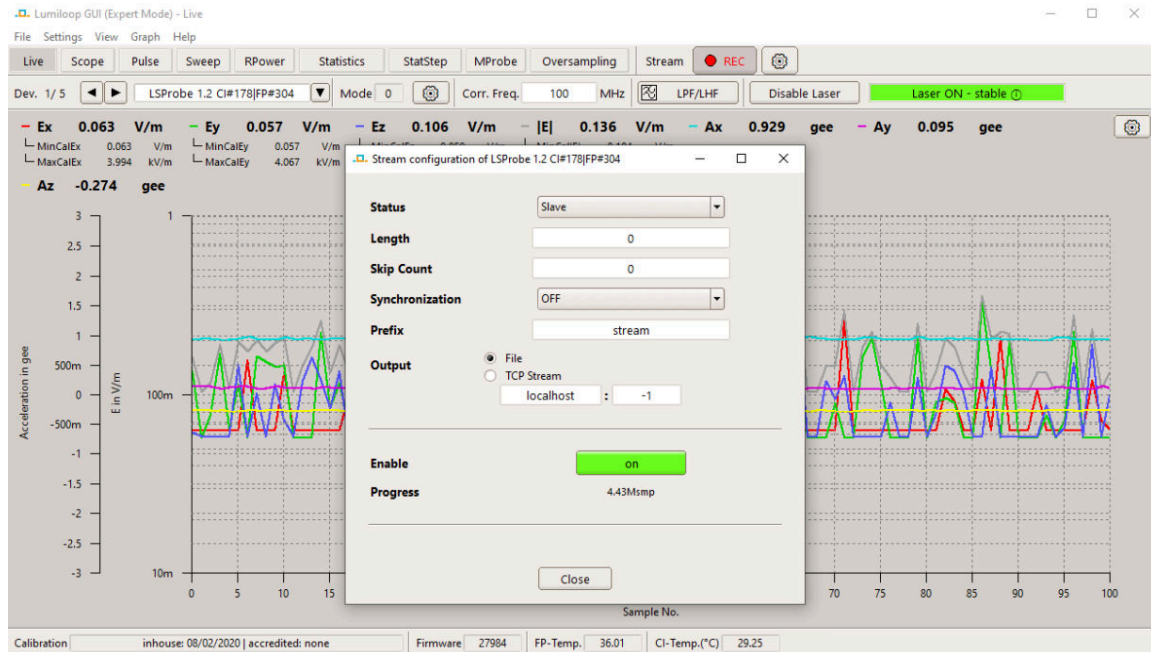 Lumiloop GUI (Expert Mode) - Live
File Settings View Graph Help
Live Scope Pulse Sweep RPower Statistics StatStep MProbe Oversampling Stream REC
Dev. 1/ 5 LSProbe 1.2 CI#178|FP#304 Mode 0 Corr. Freq. 100 MHz LPF/LHF Disable Laser Laser ON - stable
Ex 0.063 V/m Ey 0.057 V/m Ez 0.106 V/m |E| 0.136 V/m Ax 0.929 gee Ay 0.095 gee
MinCalEx 0.063 V/m MinCalEy 0.057 V/m
MaxCalEx 3.994 kV/m MaxCalEy 4.067 kV/m
Az -0.274 gee
Stream configuration of LSProbe 1.2 CI#178|FP#304
Status Slave
Length 0
Skip Count 0
Synchronization OFF
Prefix stream
Output File
TCP Stream
localhost : -1
Enable on
Progress 4.43Msmp
Close
Acceleration in gee
3
2.5
2
1.5
1
500m
0
-500m
-1
-1.5
-2
-2.5
-3
E in V/m
1
100m
10m
0 5 10 15 70 75 80 85 90 95 100
Sample No.
Calibration inhouse: 08/02/2020 | accredited: none Firmware 27984 FP-Temp. 36.01 CI-Temp.(°C) 29.25